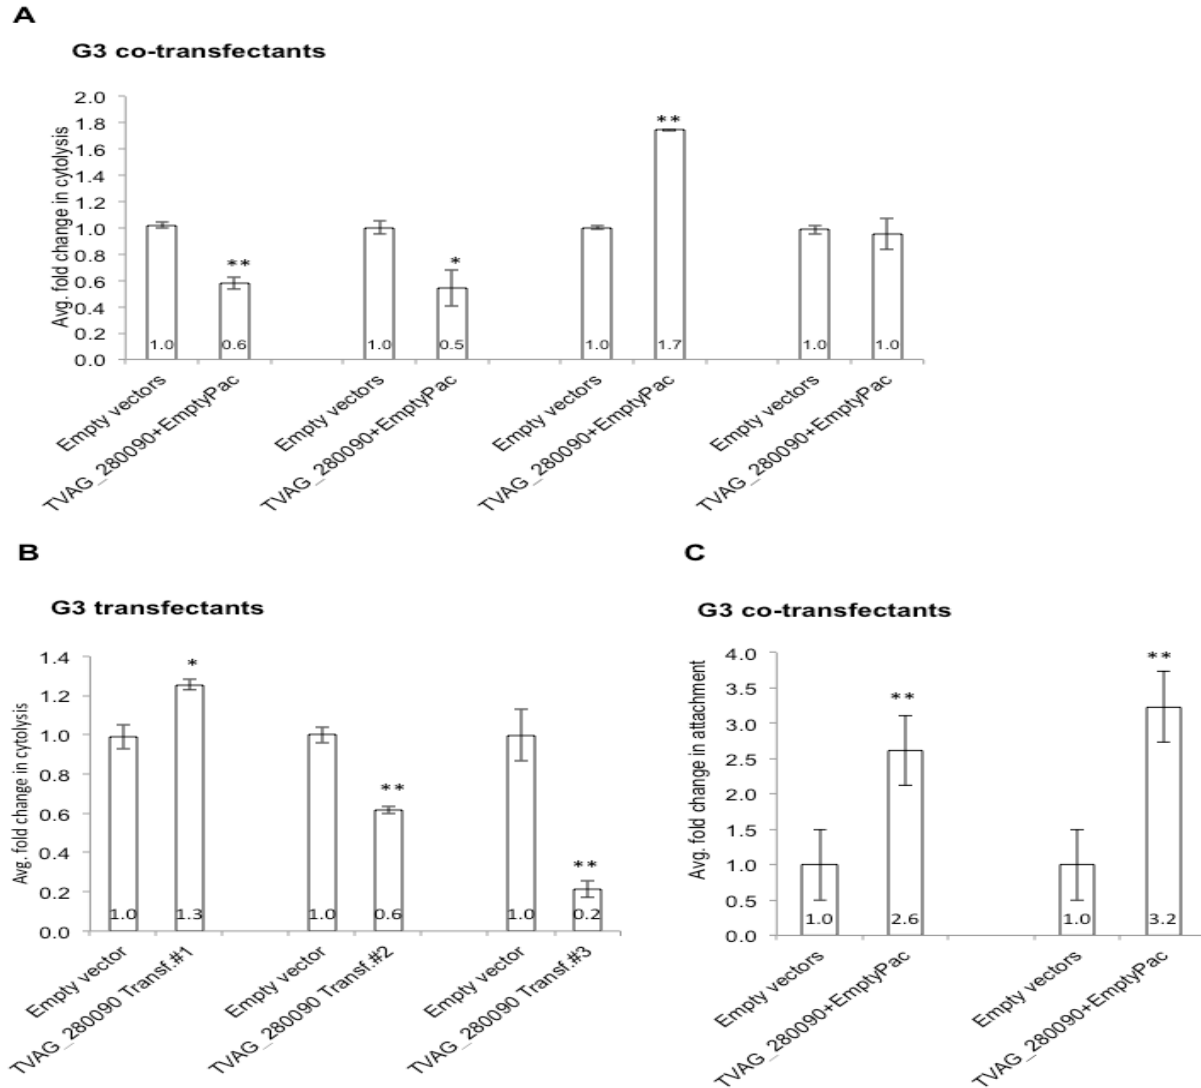 A
G3 co-transfectants
Avg. fold change in cytolysis
2.0
1.8
1.6
1.4
1.2
1.0
0.8
0.6
0.4
0.2
0.0
**
*
**
1.0
0.6
1.0
0.5
1.0
1.7
1.0
1.0
Empty vectors
TVAG_280090+EmptyPac
Empty vectors
TVAG_280090+EmptyPac
Empty vectors
TVAG_280090+EmptyPac
Empty vectors
TVAG_280090+EmptyPac
B
G3 transfectants
Avg. fold change in cytolysis
1.4
1.2
1.0
0.8
0.6
0.4
0.2
0.0
*
**
**
1.0
1.3
1.0
0.6
1.0
0.2
Empty vector
TVAG_280090 Transf.#1
Empty vector
TVAG_280090 Transf.#2
Empty vector
TVAG_280090 Transf.#3
C
G3 co-transfectants
Avg. fold change in attachment
4.0
3.5
3.0
2.5
2.0
1.5
1.0
0.5
0.0
**
**
1.0
2.6
1.0
3.2
Empty vectors
TVAG_280090+EmptyPac
Empty vectors
TVAG_280090+EmptyPac